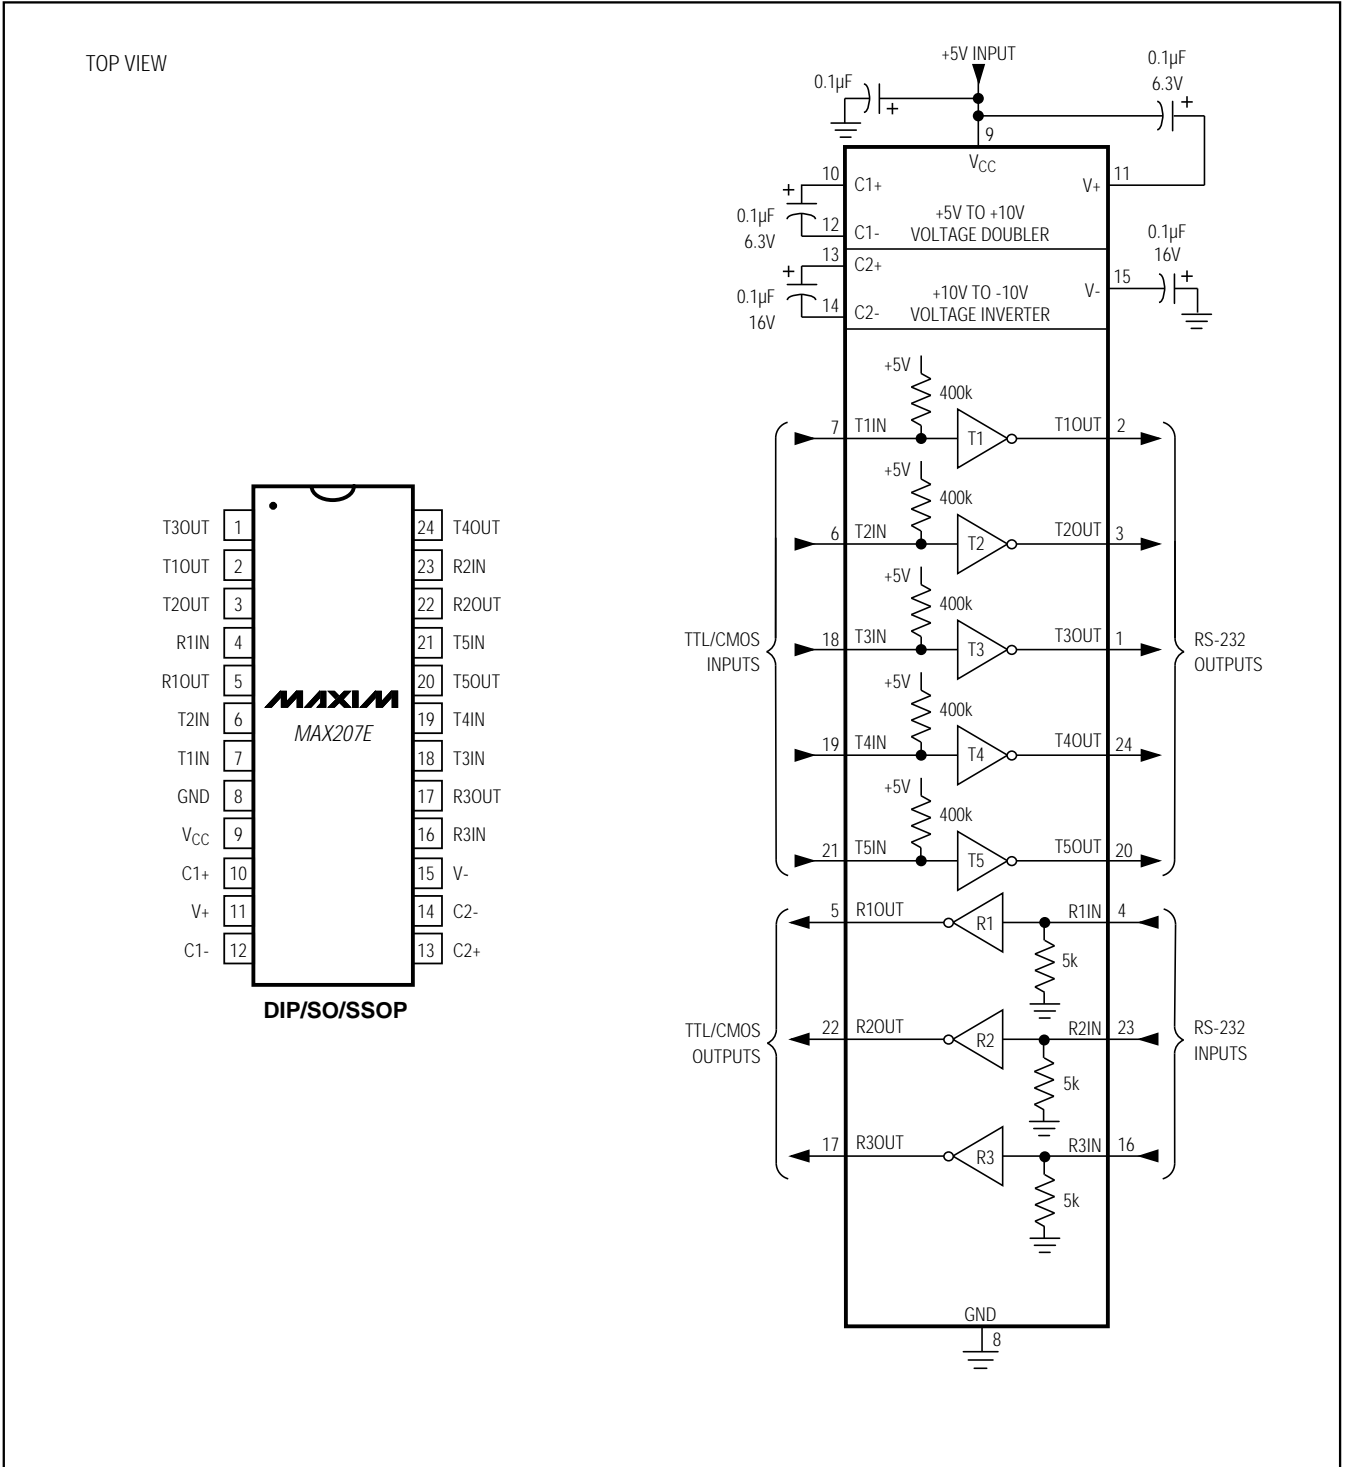 TOP VIEW
T3OUT 1
T1OUT 2
T2OUT 3
R1IN 4
R1OUT 5
T2IN 6
T1IN 7
GND 8
VCC 9
C1+ 10
V+ 11
C1- 12
MAXIM
MAX207E
24 T4OUT
23 R2IN
22 R2OUT
21 T5IN
20 T5OUT
19 T4IN
18 T3IN
17 R3OUT
16 R3IN
15 V-
14 C2-
13 C2+
DIP/SO/SSOP
+5V INPUT
0.1µF
+
0.1µF
6.3V
+
9
VCC
10 C1+
V+ 11
+
0.1µF
6.3V
12 C1-
+5V TO +10V
VOLTAGE DOUBLER
13 C2+
+
0.1µF
16V
14 C2-
+10V TO -10V
VOLTAGE INVERTER
V- 15
0.1µF
16V
+
+5V
400k
7 T1IN T1 T1OUT 2
+5V
400k
6 T2IN T2 T2OUT 3
+5V
400k
18 T3IN T3 T3OUT 1
+5V
400k
19 T4IN T4 T4OUT 24
+5V
400k
21 T5IN T5 T5OUT 20
TTL/CMOS
INPUTS
RS-232
OUTPUTS
5 R1OUT R1 R1IN 4
5k
22 R2OUT R2 R2IN 23
5k
17 R3OUT R3 R3IN 16
5k
TTL/CMOS
OUTPUTS
RS-232
INPUTS
GND
8